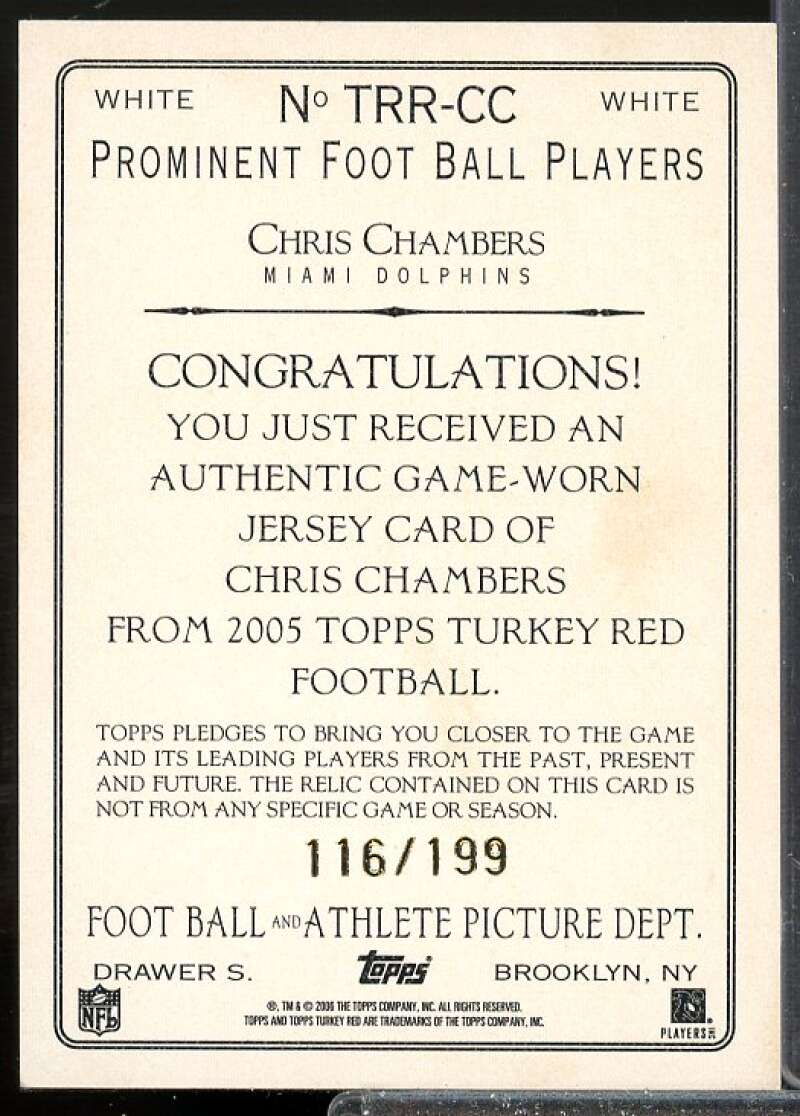 WHITE Nº TRR-CC WHITE
PROMINENT FOOT BALL PLAYERS
CHRIS CHAMBERS
MIAMI DOLPHINS
CONGRATULATIONS!
YOU JUST RECEIVED AN
AUTHENTIC GAME-WORN
JERSEY CARD OF
CHRIS CHAMBERS
FROM 2005 TOPPS TURKEY RED
FOOTBALL.
TOPPS PLEDGES TO BRING YOU CLOSER TO THE GAME
AND ITS LEADING PLAYERS FROM THE PAST, PRESENT
AND FUTURE. THE RELIC CONTAINED ON THIS CARD IS
NOT FROM ANY SPECIFIC GAME OR SEASON.
116/199
FOOT BALL AND ATHLETE PICTURE DEPT.
DRAWER S. topps BROOKLYN, NY
NFL
®, TM & © 2006 THE TOPPS COMPANY, INC. ALL RIGHTS RESERVED.
TOPPS AND TOPPS TURKEY RED ARE TRADEMARKS OF THE TOPPS COMPANY, INC.
PLAYERS INC